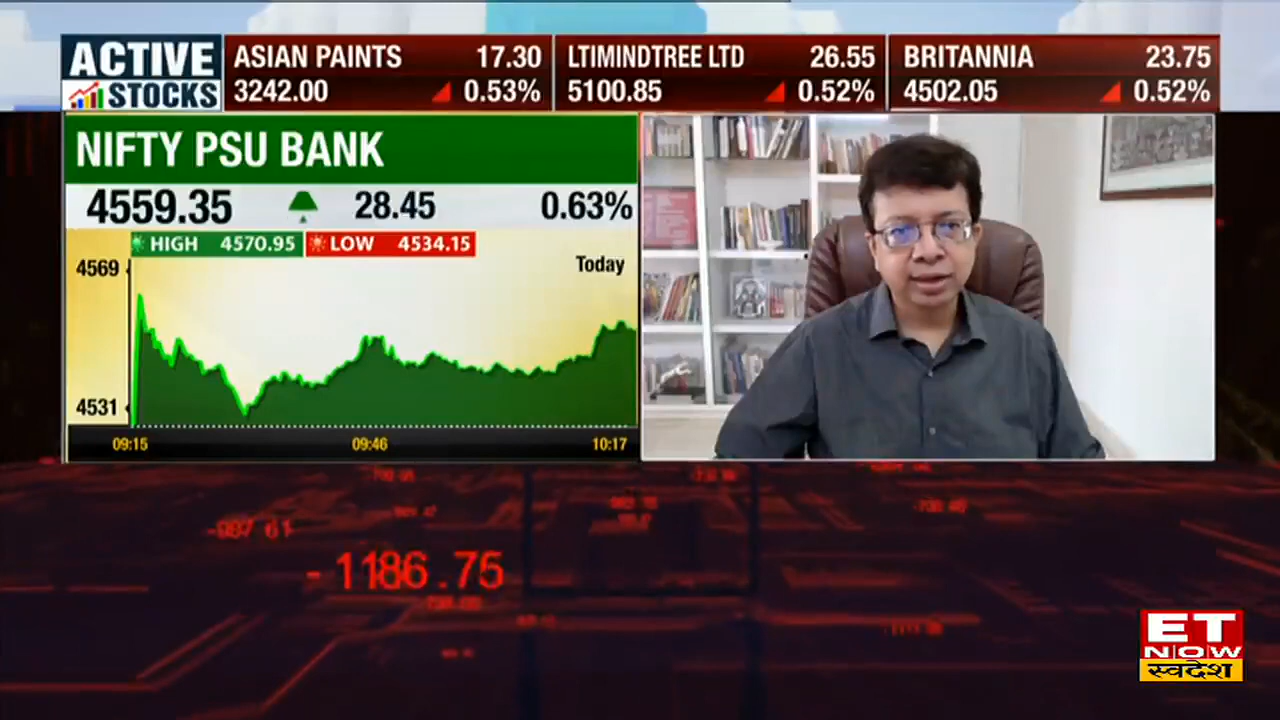 ACTIVE
STOCKS
ASIAN PAINTS 17.30
3242.00 0.53%
LTIMINDTREE LTD 26.55
5100.85 0.52%
BRITANNIA 23.75
4502.05 0.52%
NIFTY PSU BANK
4559.35 28.45 0.63%
HIGH 4570.95 LOW 4534.15
4569 Today
4531
09:15 09:46 10:17
-987 61
- 1186.75
ET
NOW
स्वदेश